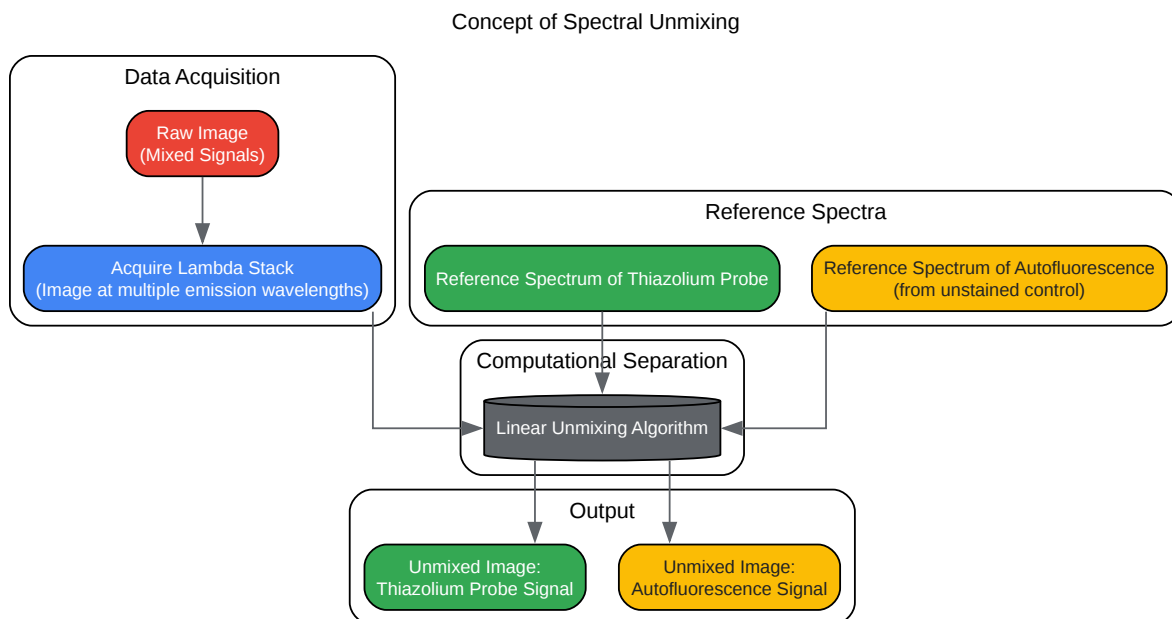 Concept of Spectral Unmixing
Data Acquisition
Raw Image
(Mixed Signals)
Acquire Lambda Stack
(Image at multiple emission wavelengths)
Reference Spectra
Reference Spectrum of Thiazolium Probe
Reference Spectrum of Autofluorescence
(from unstained control)
Computational Separation
Linear Unmixing Algorithm
Output
Unmixed Image:
Thiazolium Probe Signal
Unmixed Image:
Autofluorescence Signal